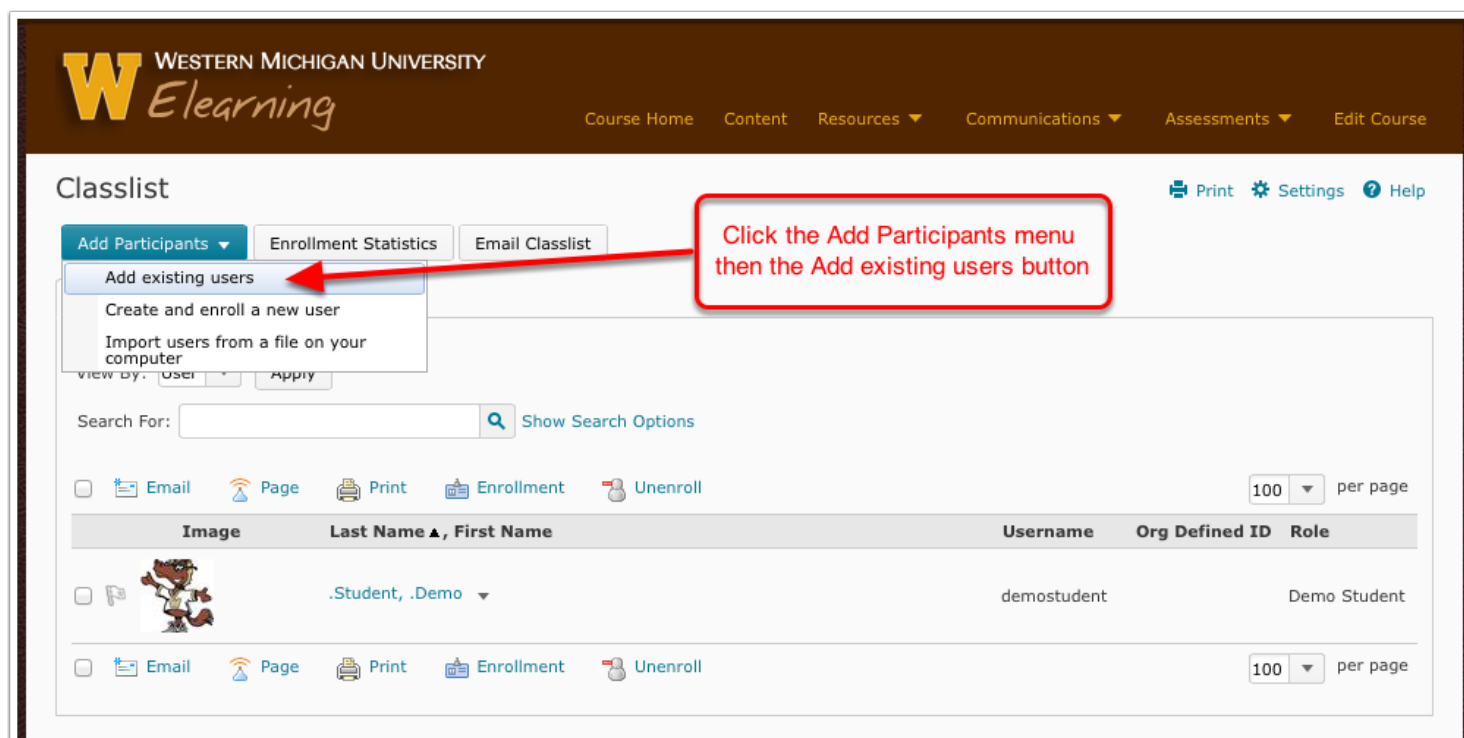 WESTERN MICHIGAN UNIVERSITY
W Elearning
Course Home Content Resources Communications Assessments Edit Course
Classlist
Print Settings Help
Add Participants Enrollment Statistics Email Classlist
Click the Add Participants menu
then the Add existing users button
Add existing users
Create and enroll a new user
Import users from a file on your
computer
View By: User Apply
Search For: Show Search Options
Email Page Print Enrollment Unenroll 100 per page
Image Last Name ▲, First Name Username Org Defined ID Role
.Student, .Demo demostudent Demo Student
Email Page Print Enrollment Unenroll 100 per page